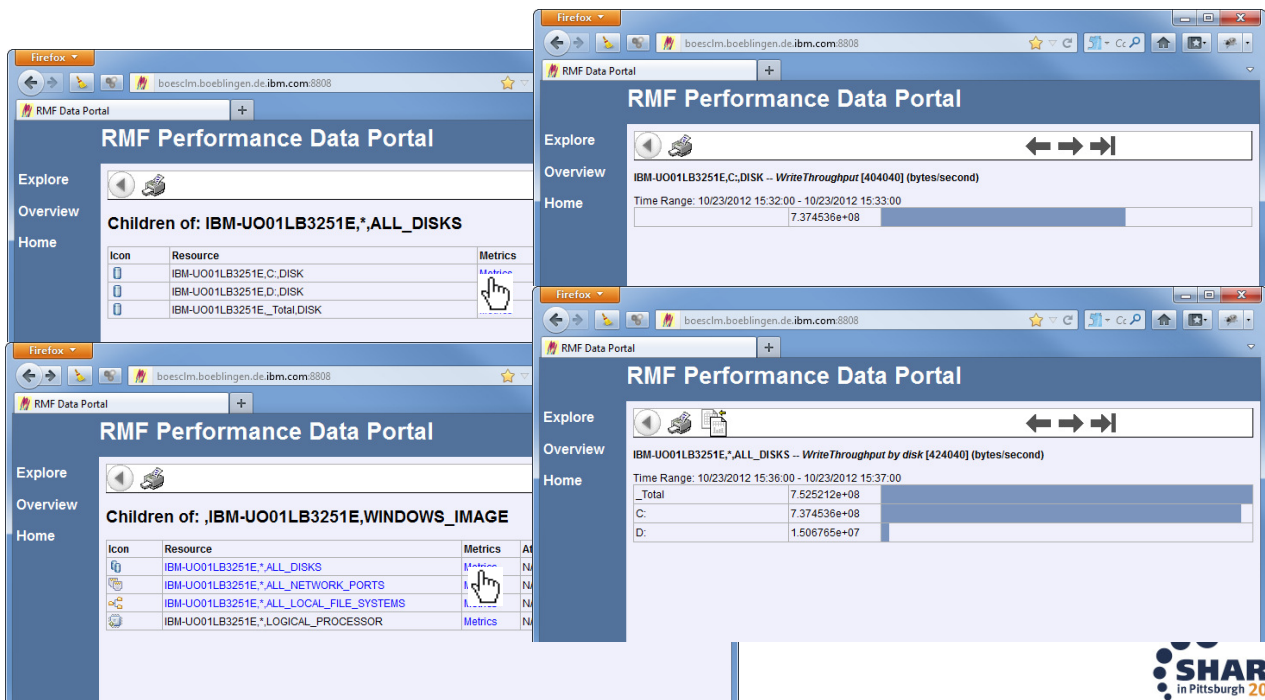 Firefox
boesclm.boeblingen.de.ibm.com:8808
RMF Data Portal
RMF Performance Data Portal
Explore
Overview
Home
Children of: IBM-UO01LB3251E,*,ALL_DISKS
Icon Resource Metrics
IBM-UO01LB3251E,C:,DISK Metrics
IBM-UO01LB3251E,D:,DISK
IBM-UO01LB3251E,_Total,DISK
Firefox
boesclm.boeblingen.de.ibm.com:8808
RMF Data Portal
RMF Performance Data Portal
Explore
Overview
Home
Children of: ,IBM-UO01LB3251E,WINDOWS_IMAGE
Icon Resource Metrics
IBM-UO01LB3251E,*,ALL_DISKS Metrics
IBM-UO01LB3251E,*,ALL_NETWORK_PORTS
IBM-UO01LB3251E,*,ALL_LOCAL_FILE_SYSTEMS
IBM-UO01LB3251E,*,LOGICAL_PROCESSOR Metrics
Firefox
boesclm.boeblingen.de.ibm.com:8808
RMF Data Portal
RMF Performance Data Portal
Explore
Overview
Home
IBM-UO01LB3251E,C:,DISK -- WriteThroughput [404040] (bytes/second)
Time Range: 10/23/2012 15:32:00 - 10/23/2012 15:33:00
7.374536e+08
Firefox
boesclm.boeblingen.de.ibm.com:8808
RMF Data Portal
RMF Performance Data Portal
Explore
Overview
Home
IBM-UO01LB3251E,*,ALL_DISKS -- WriteThroughput by disk [424040] (bytes/second)
Time Range: 10/23/2012 15:36:00 - 10/23/2012 15:37:00
_Total 7.525212e+08
C: 7.374536e+08
D: 1.506765e+07
SHAR
in Pittsburgh 20